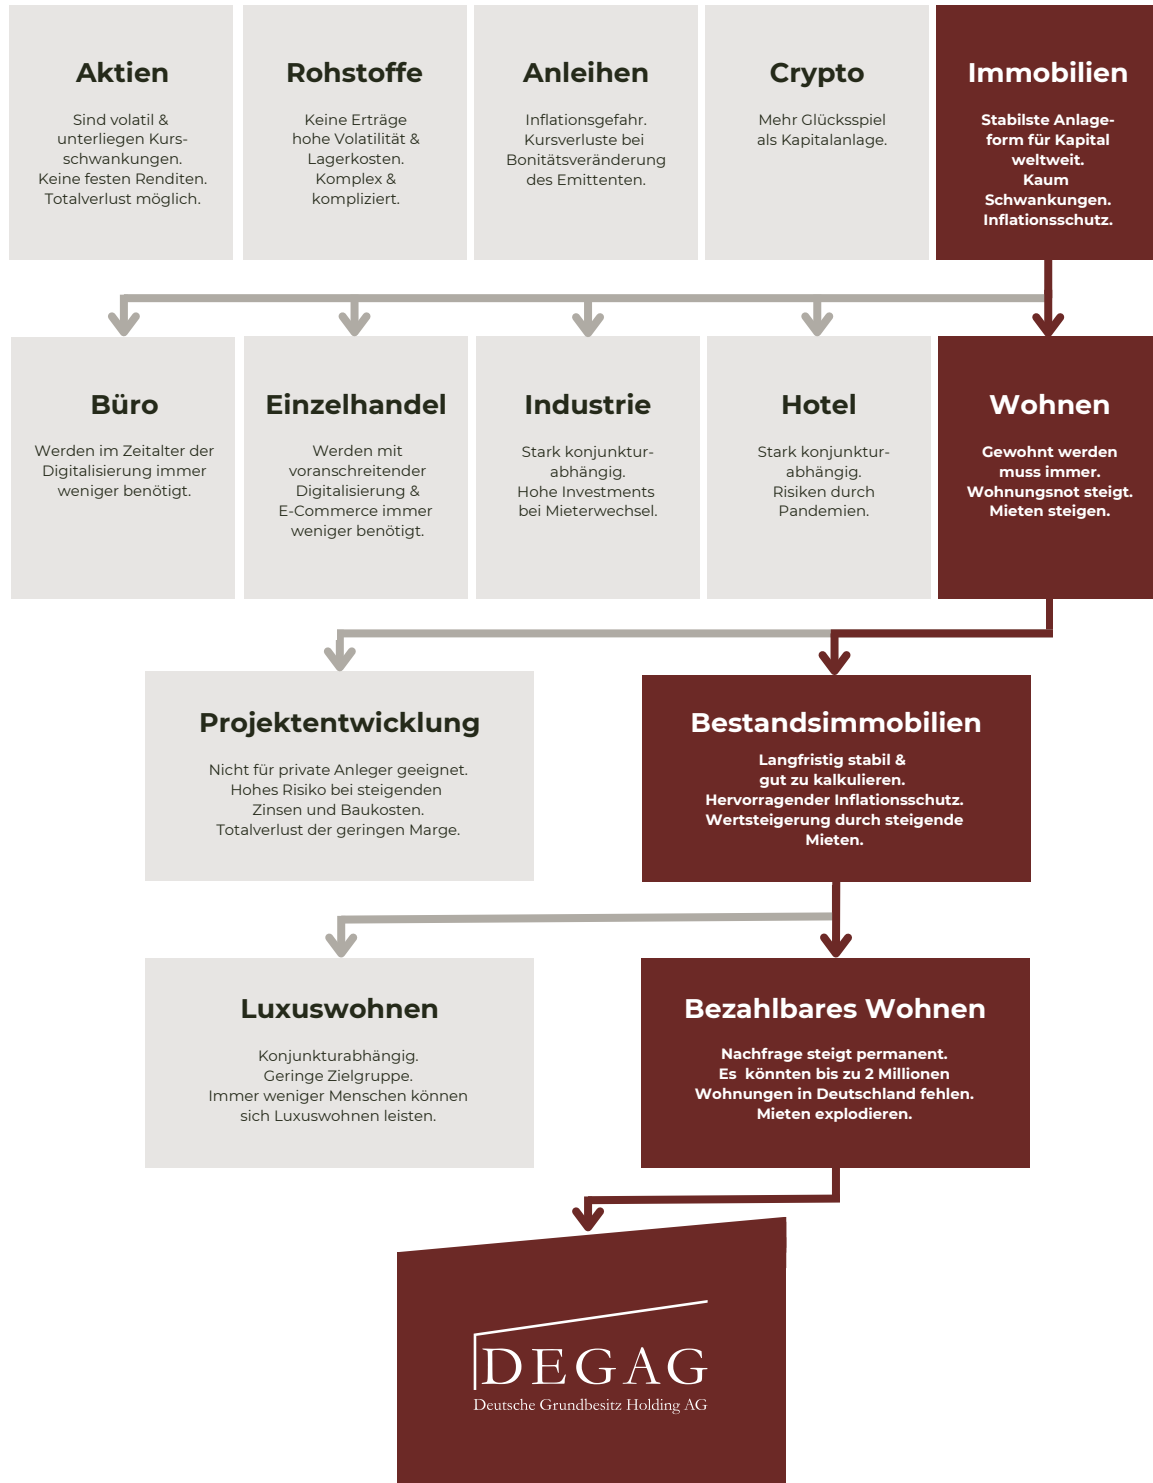 Aktien
Sind volatil &
unterliegen Kurs-
schwankungen.
Keine festen Renditen.
Totalverlust möglich.
Rohstoffe
Keine Erträge
hohe Volatilität &
Lagerkosten.
Komplex &
kompliziert.
Anleihen
Inflationsgefahr.
Kursverluste bei
Bonitätsveränderung
des Emittenten.
Crypto
Mehr Glücksspiel
als Kapitalanlage.
Immobilien
Stabilste Anlage-
form für Kapital
weltweit.
Kaum
Schwankungen.
Inflationsschutz.
Büro
Werden im Zeitalter der
Digitalisierung immer
weniger benötigt.
Einzelhandel
Werden mit
voranschreitender
Digitalisierung &
E-Commerce immer
weniger benötigt.
Industrie
Stark konjunktur-
abhängig.
Hohe Investments
bei Mieterwechsel.
Hotel
Stark konjunktur-
abhängig.
Risiken durch
Pandemien.
Wohnen
Gewohnt werden
muss immer.
Wohnungsnot steigt.
Mieten steigen.
Projektentwicklung
Nicht für private Anleger geeignet.
Hohes Risiko bei steigenden
Zinsen und Baukosten.
Totalverlust der geringen Marge.
Bestandsimmobilien
Langfristig stabil &
gut zu kalkulieren.
Hervorragender Inflationsschutz.
Wertsteigerung durch steigende
Mieten.
Luxuswohnen
Konjunkturabhängig.
Geringe Zielgruppe.
Immer weniger Menschen können
sich Luxuswohnen leisten.
Bezahlbares Wohnen
Nachfrage steigt permanent.
Es könnten bis zu 2 Millionen
Wohnungen in Deutschland fehlen.
Mieten explodieren.
DEGAG
Deutsche Grundbesitz Holding AG